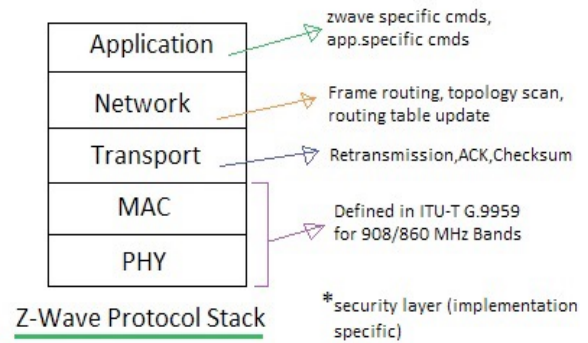 Application
zwave specific cmds,
app.specific cmds
Network
Frame routing, topology scan,
routing table update
Transport
Retransmission,ACK,Checksum
MAC
PHY
Defined in ITU-T G.9959
for 908/860 MHz Bands
Z-Wave Protocol Stack
*security layer (implementation
specific)